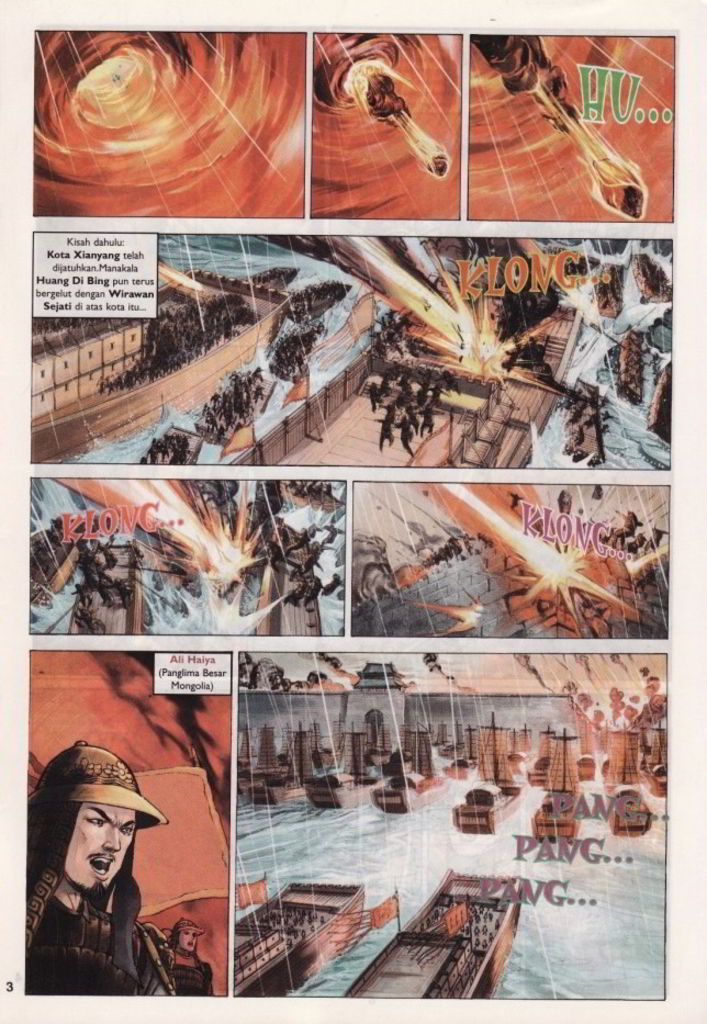 HU...
Kisah dahulu:
Kota Xianyang telah
dijatuhkan.Manakala
Huang Di Bing pun terus
bergelut dengan Wirawan
Sejati di atas kota itu...
KLONG...
KLONG...
KLONG...
Ali Haiya
(Panglima Besar
Mongolia)
PANG...
PANG...
PANG...
3